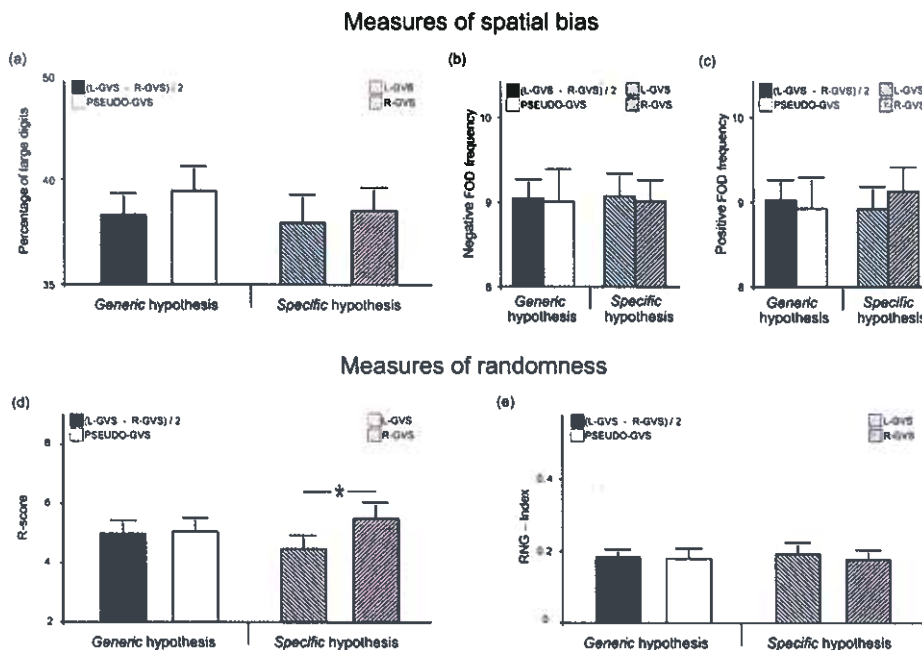 Measures of spatial bias
(a)
50
40
35
Percentage of large digits
(L-GVS - R-GVS) / 2
PSEUDO-GVS
L-GVS
R-GVS
Generic hypothesis
Specific hypothesis
(b)
10
9
Negative FOD frequency
(L-GVS - R-GVS) / 2
PSEUDO-GVS
L-GVS
R-GVS
Generic
hypothesis
Specific
hypothesis
(c)
10
9
Positive FOD frequency
(L-GVS - R-GVS) / 2
PSEUDO-GVS
L-GVS
R-GVS
Generic
hypothesis
Specific
hypothesis
Measures of randomness
(d)
8
6
4
2
R-score
(L-GVS - R-GVS) / 2
PSEUDO-GVS
L-GVS
R-GVS
*
Generic hypothesis
Specific hypothesis
(e)
0.4
0.2
0
RNG - Index
(L-GVS - R-GVS) / 2
PSEUDO-GVS
L-GVS
R-GVS
Generic hypothesis
Specific hypothesis